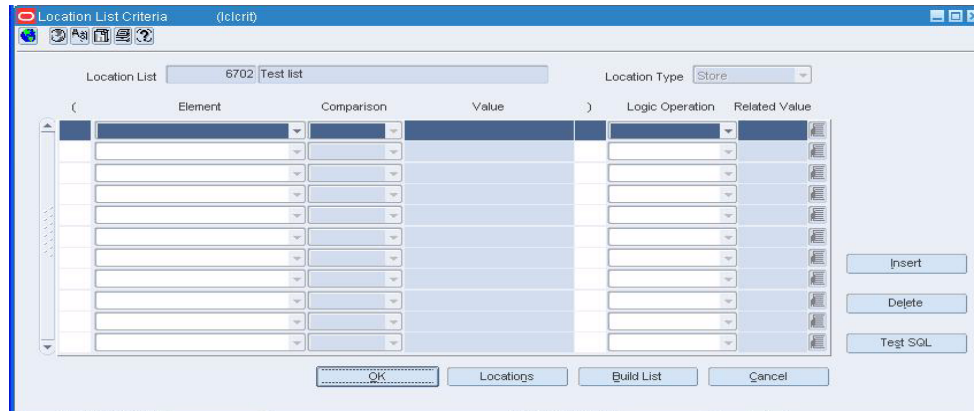 Location List Criteria (lclcrit)
Location List 6702 Test list Location Type Store
( Element Comparison Value ) Logic Operation Related Value
Insert
Delete
Test SQL
OK Locations Build List Cancel